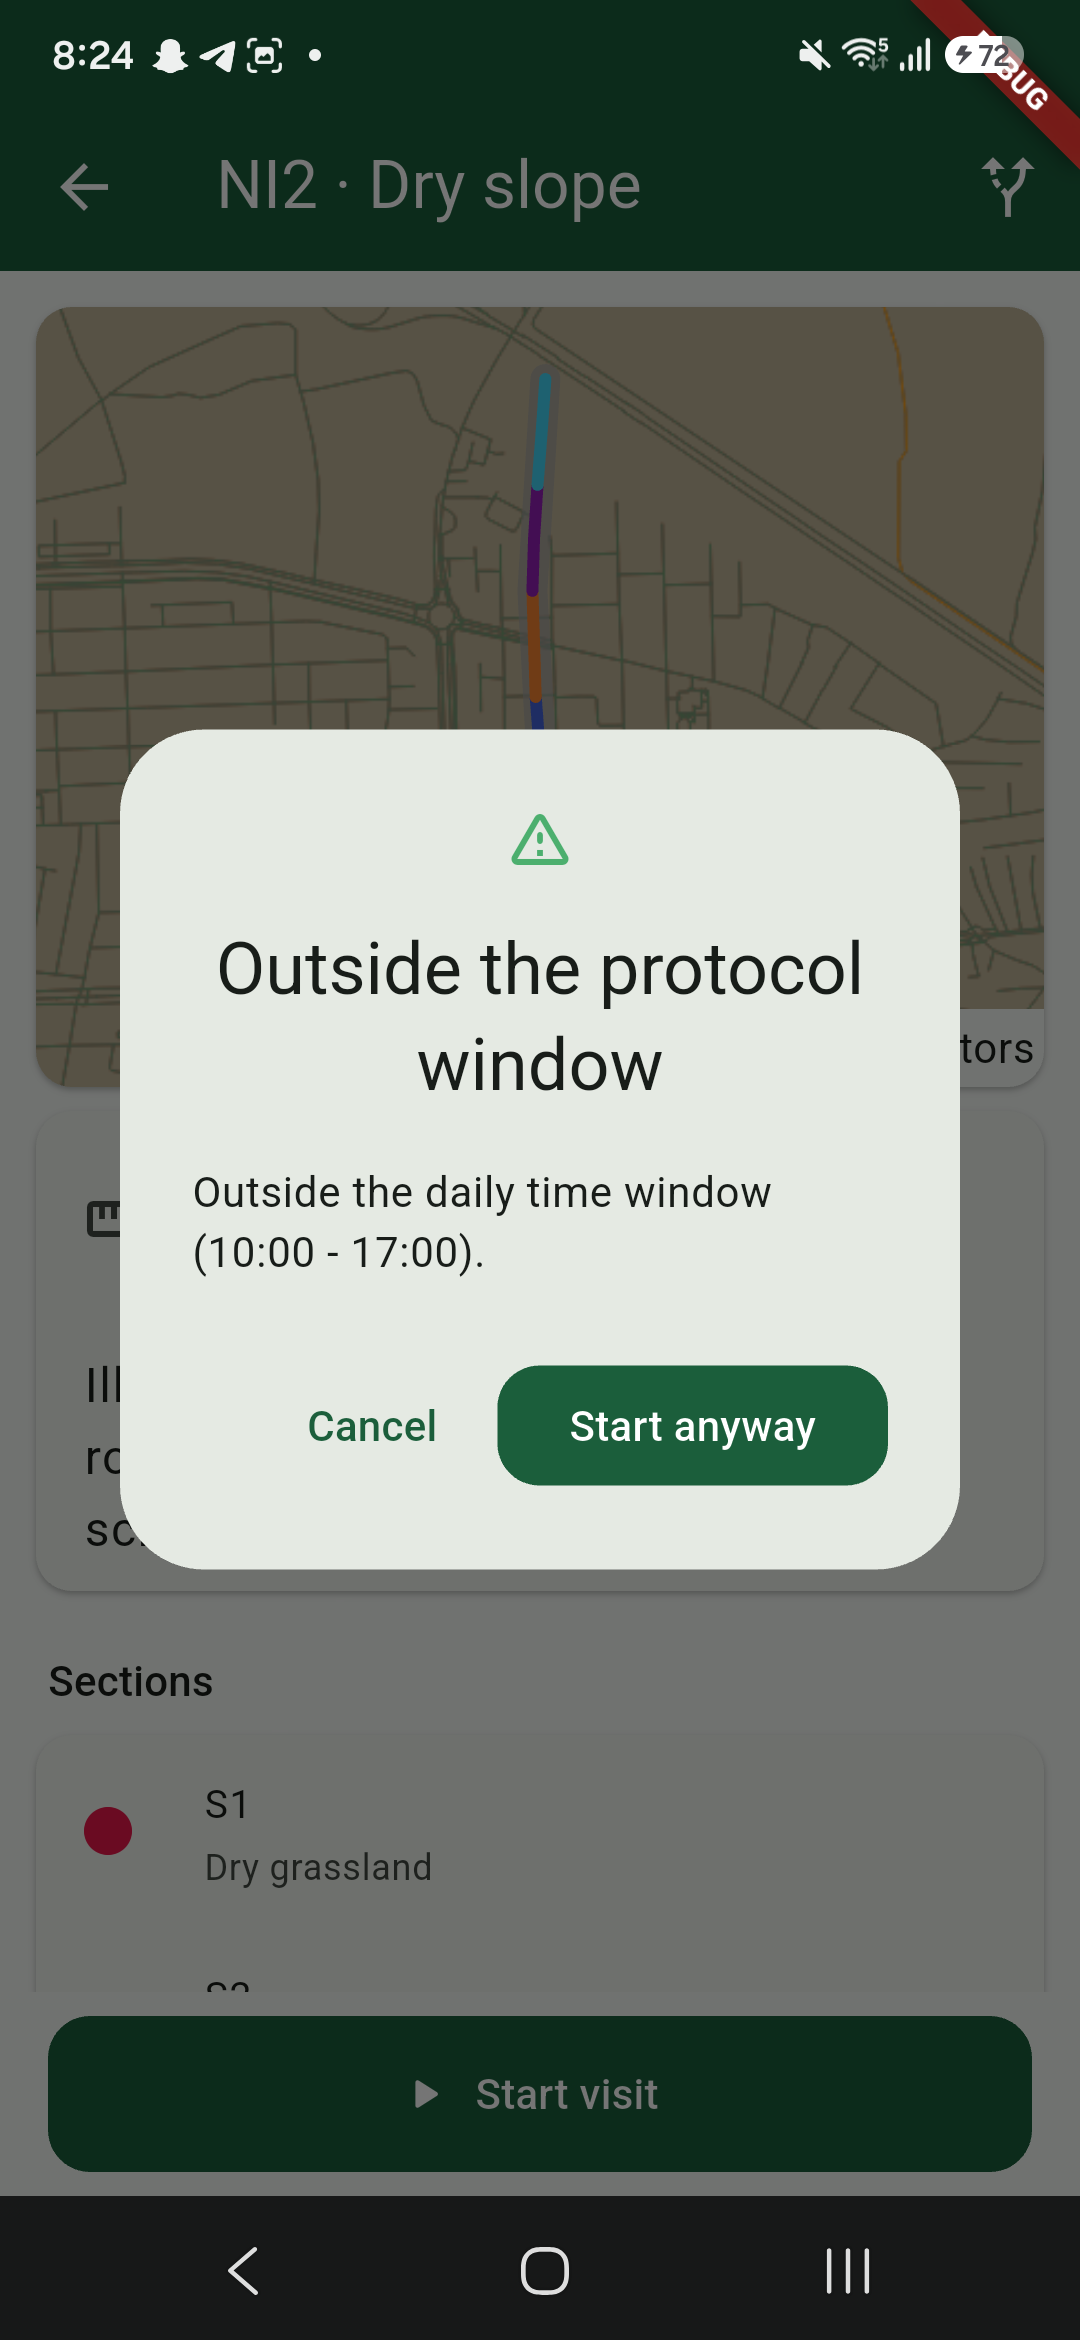 8:24
5
72
BUG
NI2 · Dry slope
tors
Outside the protocol
window
Outside the daily time window
(10:00 - 17:00).
Cancel
Start anyway
Sections
S1
Dry grassland
Start visit